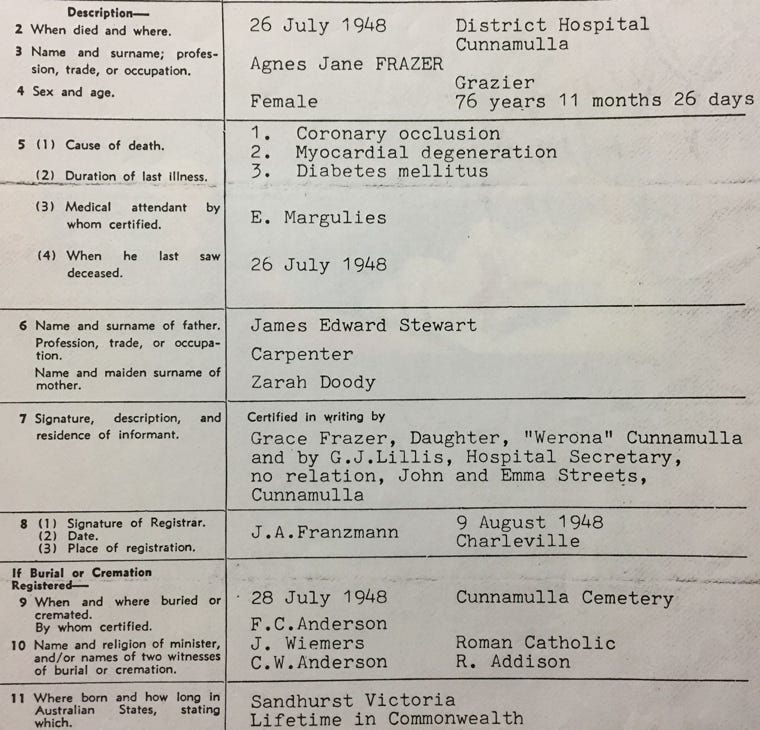 Description—
2 When died and where.
26 July 1948 District Hospital
Cunnamulla
3 Name and surname; profes-
sion, trade, or occupation.
Agnes Jane FRAZER
Grazier
4 Sex and age.
Female 76 years 11 months 26 days
5 (1) Cause of death.
1. Coronary occlusion
2. Myocardial degeneration
(2) Duration of last illness.
3. Diabetes mellitus
(3) Medical attendant by
whom certified.
E. Margulies
(4) When he last saw
deceased.
26 July 1948
6 Name and surname of father.
James Edward Stewart
Profession, trade, or occupa-
tion.
Carpenter
Name and maiden surname of
mother.
Zarah Doody
7 Signature, description, and
residence of informant.
Certified in writing by
Grace Frazer, Daughter, "Werona" Cunnamulla
and by G.J.Lillis, Hospital Secretary,
no relation, John and Emma Streets,
Cunnamulla
8 (1) Signature of Registrar.
(2) Date.
(3) Place of registration.
J.A.Franzmann 9 August 1948
Charleville
If Burial or Cremation
Registered—
9 When and where buried or
cremated.
By whom certified.
28 July 1948 Cunnamulla Cemetery
F.C.Anderson
10 Name and religion of minister,
and/or names of two witnesses
of burial or cremation.
J. Wiemers Roman Catholic
C.W.Anderson R. Addison
11 Where born and how long in
Australian States, stating
which.
Sandhurst Victoria
Lifetime in Commonwealth